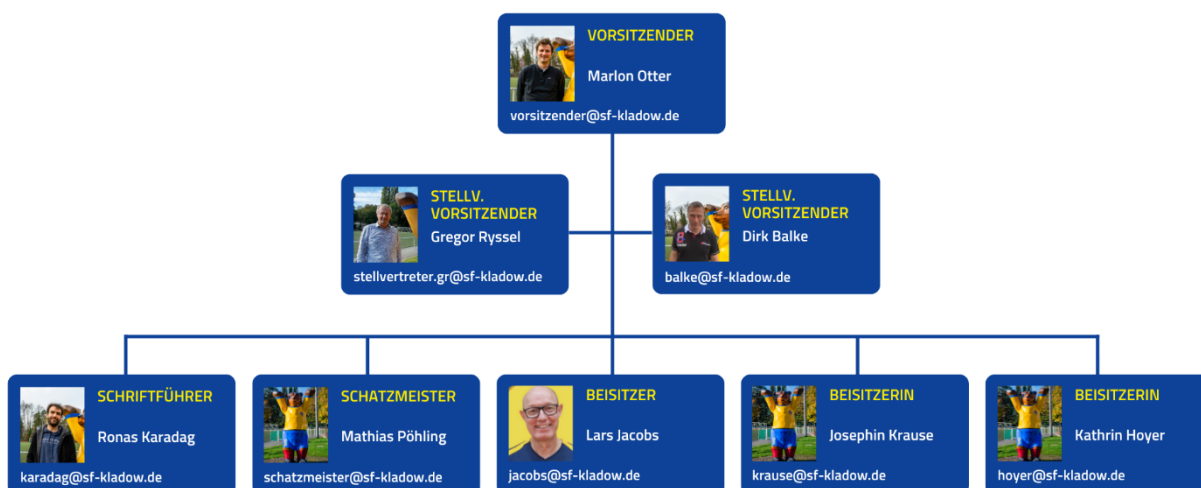 VORSITZENDER
Marlon Otter
vorsitzender@sf-kladow.de
STELLV.
VORSITZENDER
Gregor Ryssel
stellvertreter.gr@sf-kladow.de
STELLV.
VORSITZENDER
Dirk Balke
balke@sf-kladow.de
SCHRIFTFÜHRER
Ronas Karadag
karadag@sf-kladow.de
SCHATZMEISTER
Mathias Pöhling
schatzmeister@sf-kladow.de
BEISITZER
Lars Jacobs
jacobs@sf-kladow.de
BEISITZERIN
Josephin Krause
krause@sf-kladow.de
BEISITZERIN
Kathrin Hoyer
hoyer@sf-kladow.de